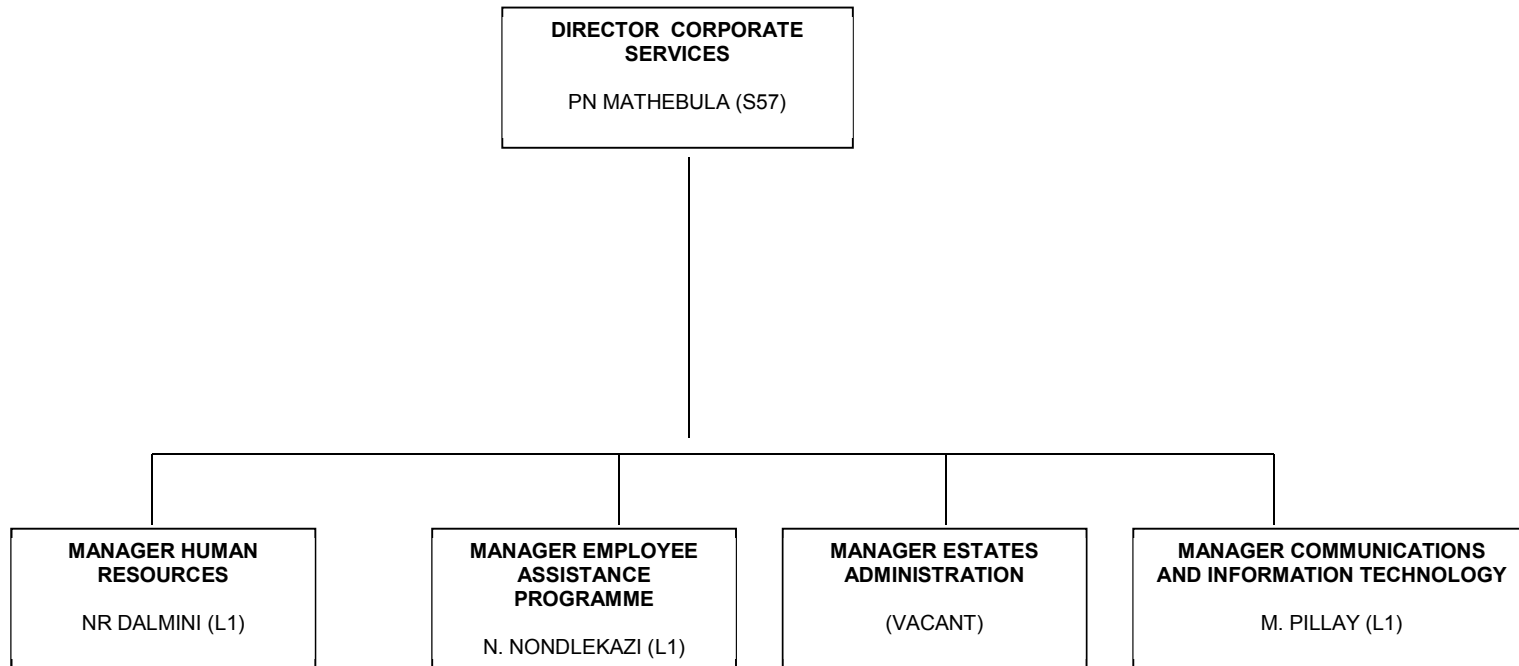 DIRECTOR CORPORATE
SERVICES
PN MATHEBULA (S57)
MANAGER HUMAN
RESOURCES
NR DALMINI (L1)
MANAGER EMPLOYEE
ASSISTANCE
PROGRAMME
N. NONDLEKAZI (L1)
MANAGER ESTATES
ADMINISTRATION
(VACANT)
MANAGER COMMUNICATIONS
AND INFORMATION TECHNOLOGY
M. PILLAY (L1)